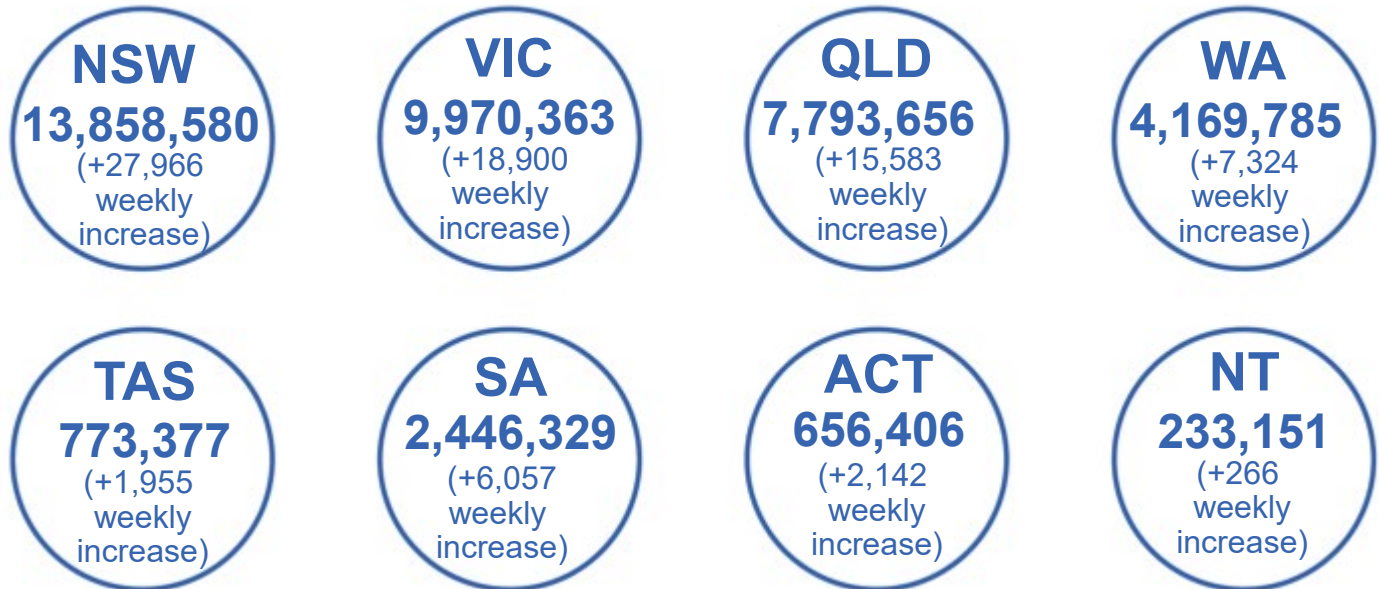 NSW
13,858,580
(+27,966
weekly
increase)
VIC
9,970,363
(+18,900
weekly
increase)
QLD
7,793,656
(+15,583
weekly
increase)
WA
4,169,785
(+7,324
weekly
increase)
TAS
773,377
(+1,955
weekly
increase)
SA
2,446,329
(+6,057
weekly
increase)
ACT
656,406
(+2,142
weekly
increase)
NT
233,151
(+266
weekly
increase)